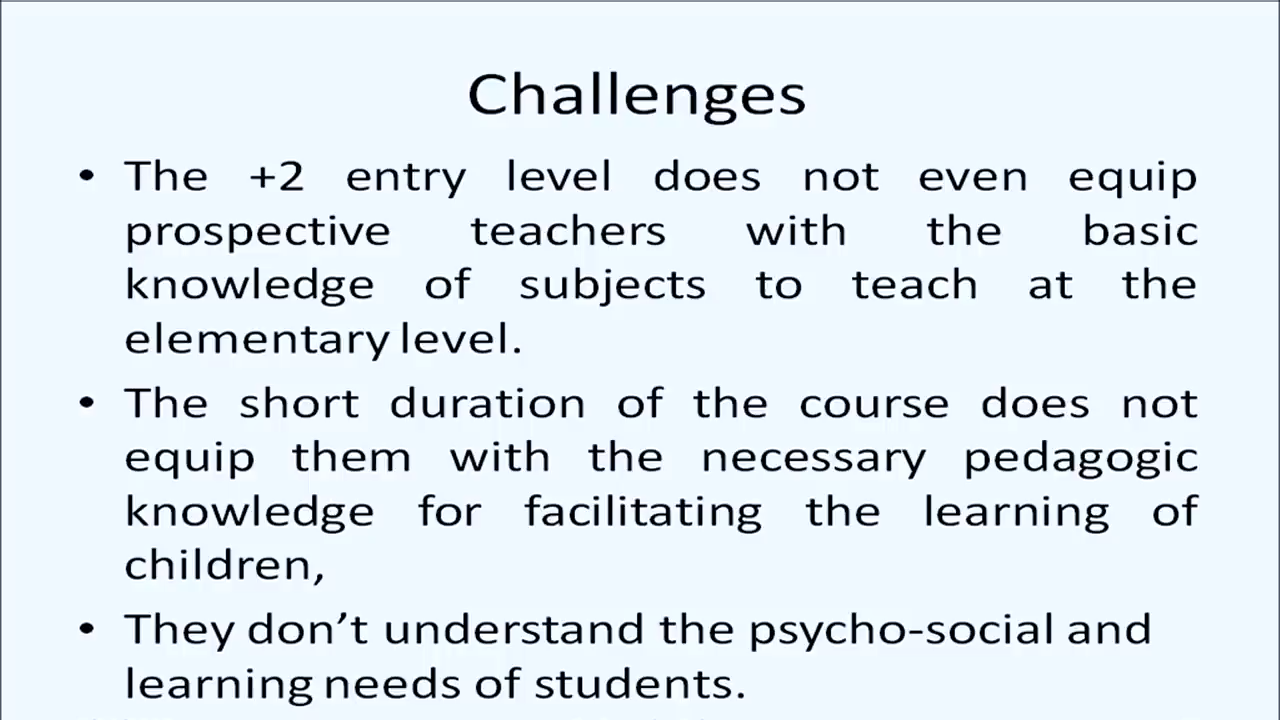 Challenges
• The +2 entry level does not even equip
prospective teachers with the basic
knowledge of subjects to teach at the
elementary level.
• The short duration of the course does not
equip them with the necessary pedagogic
knowledge for facilitating the learning of
children,
• They don’t understand the psycho-social and
learning needs of students.